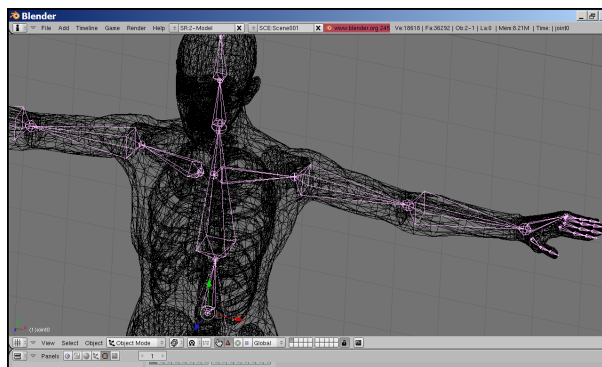 Blender
File Add Timeline Game Render Help SR:2-Model X SCE:Scene001 X www.blender.org 245 Ve:18618 | Fa:36292 | Ob:2-1 | La:0 | Mem:8.21M | Time: | joint0
(1) joint0
View Select Object Object Mode Global
Panels 1